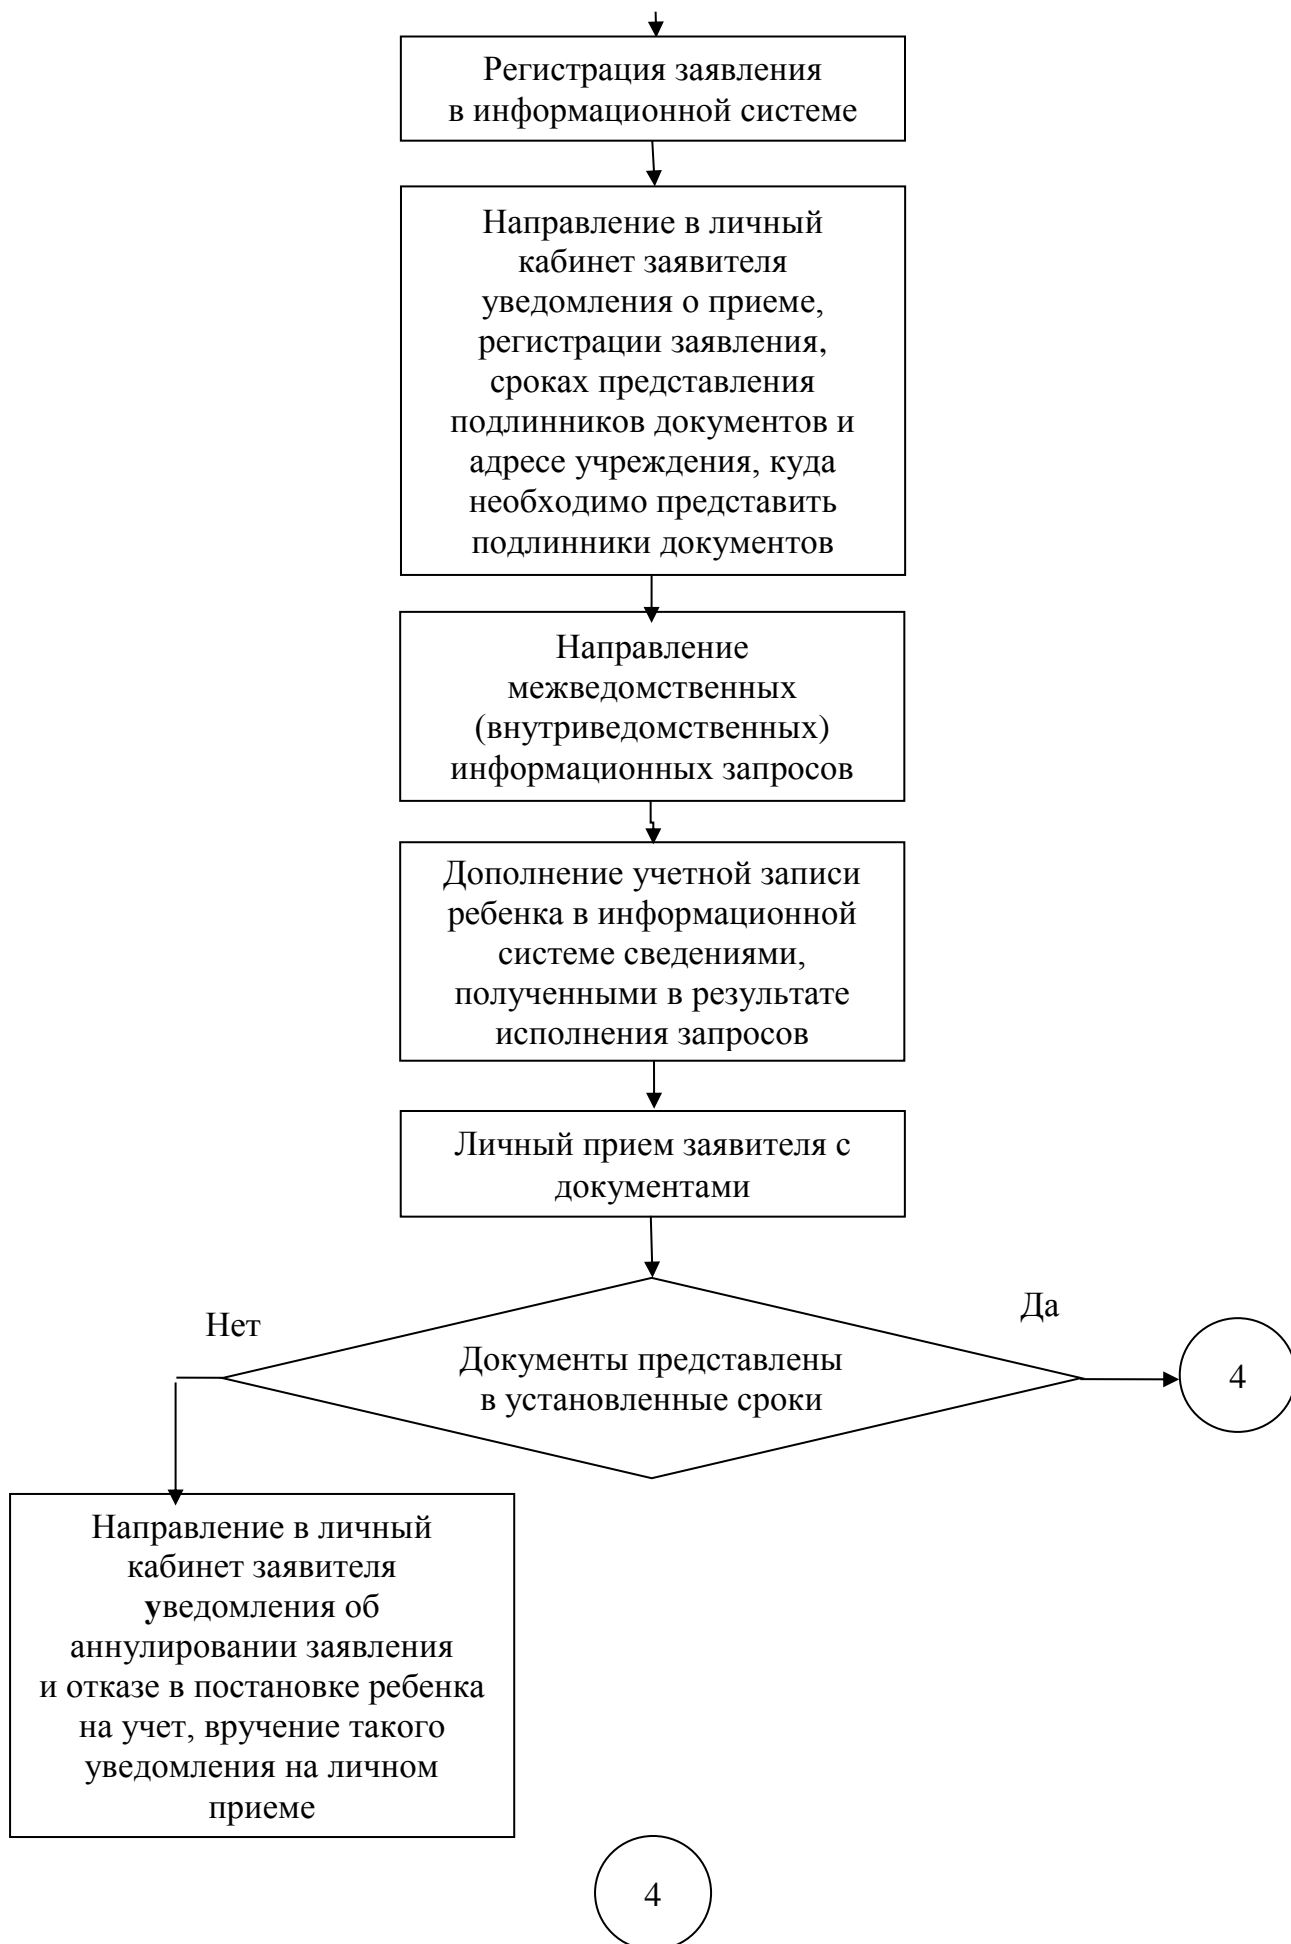 Регистрация заявления
в информационной системе
Направление в личный
кабинет заявителя
уведомления о приеме,
регистрации заявления,
сроках представления
подлинников документов и
адресе учреждения, куда
необходимо представить
подлинники документов
Направление
межведомственных
(внутриведомственных)
информационных запросов
Дополнение учетной записи
ребенка в информационной
системе сведениями,
полученными в результате
исполнения запросов
Личный прием заявителя с
документами
Нет
Да
Документы представлены
в установленные сроки
4
Направление в личный
кабинет заявителя
уведомления об
аннулировании заявления
и отказе в постановке ребенка
на учет, вручение такого
уведомления на личном
приеме
4